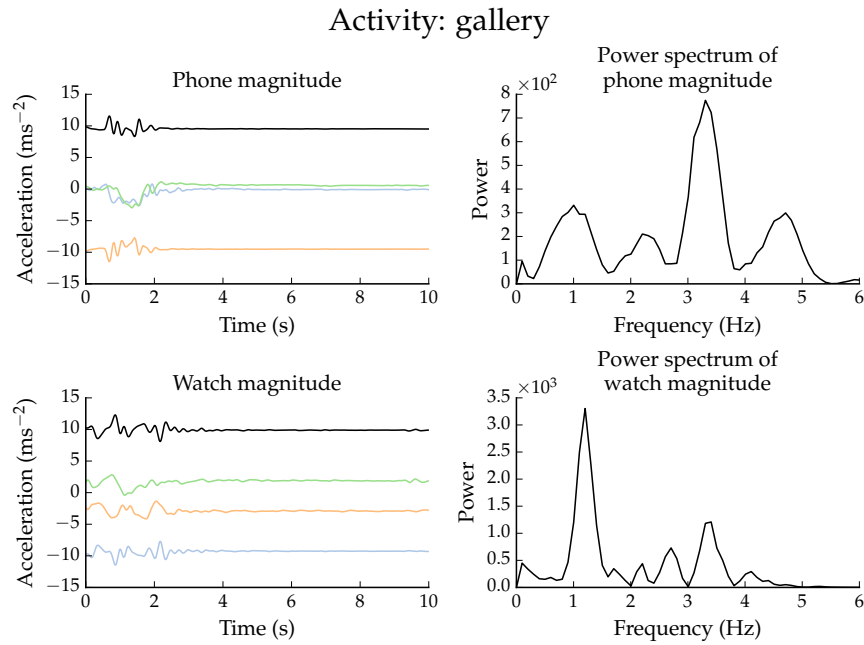 Activity: gallery
Phone magnitude
Acceleration (ms⁻²)
15
10
5
0
−5
−10
−15
0 2 4 6 8 10
Time (s)
Power spectrum of
phone magnitude
×10²
Power
8
7
6
5
4
3
2
1
0
0 1 2 3 4 5 6
Frequency (Hz)
Watch magnitude
Acceleration (ms⁻²)
15
10
5
0
−5
−10
−15
0 2 4 6 8 10
Time (s)
Power spectrum of
watch magnitude
×10³
Power
3.5
3.0
2.5
2.0
1.5
1.0
0.5
0.0
0 1 2 3 4 5 6
Frequency (Hz)